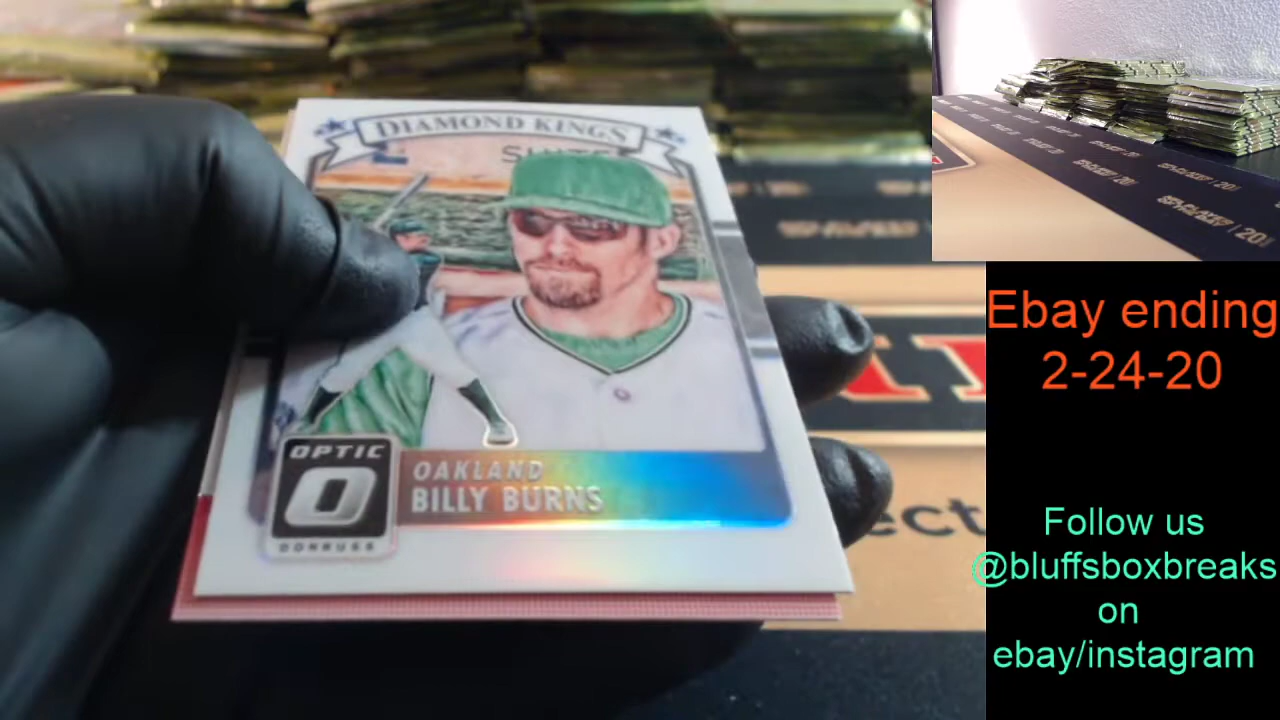 DIAMOND KINGS
OPTIC
DONRUSS
OAKLAND
BILLY BURNS
Ebay ending
2-24-20
Follow us
@bluffsboxbreaks
on
ebay/instagram